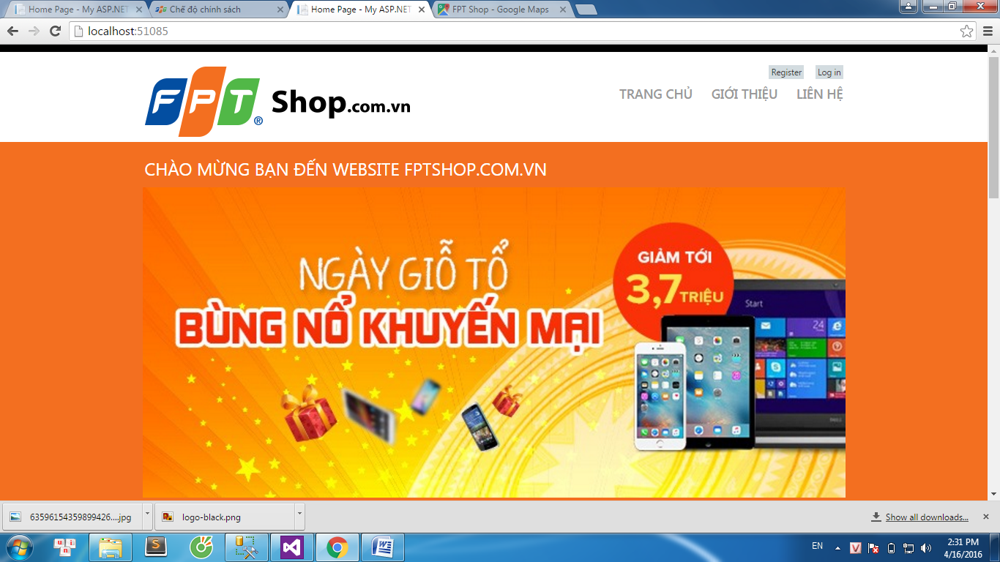 Home Page - My ASP.NET
Chế độ chính sách
Home Page - My ASP.NET
FPT Shop - Google Maps
localhost:51085
FPT® Shop.com.vn
Register Log in
TRANG CHỦ GIỚI THIỆU LIÊN HỆ
CHÀO MỪNG BẠN ĐẾN WEBSITE FPTSHOP.COM.VN
NGÀY GIỖ TỔ
BÙNG NỔ KHUYẾN MẠI
GIẢM TỚI
3,7 TRIỆU
Start
24
DELL
63596154359899426....jpg
logo-black.png
Show all downloads...
EN
2:31 PM
4/16/2016